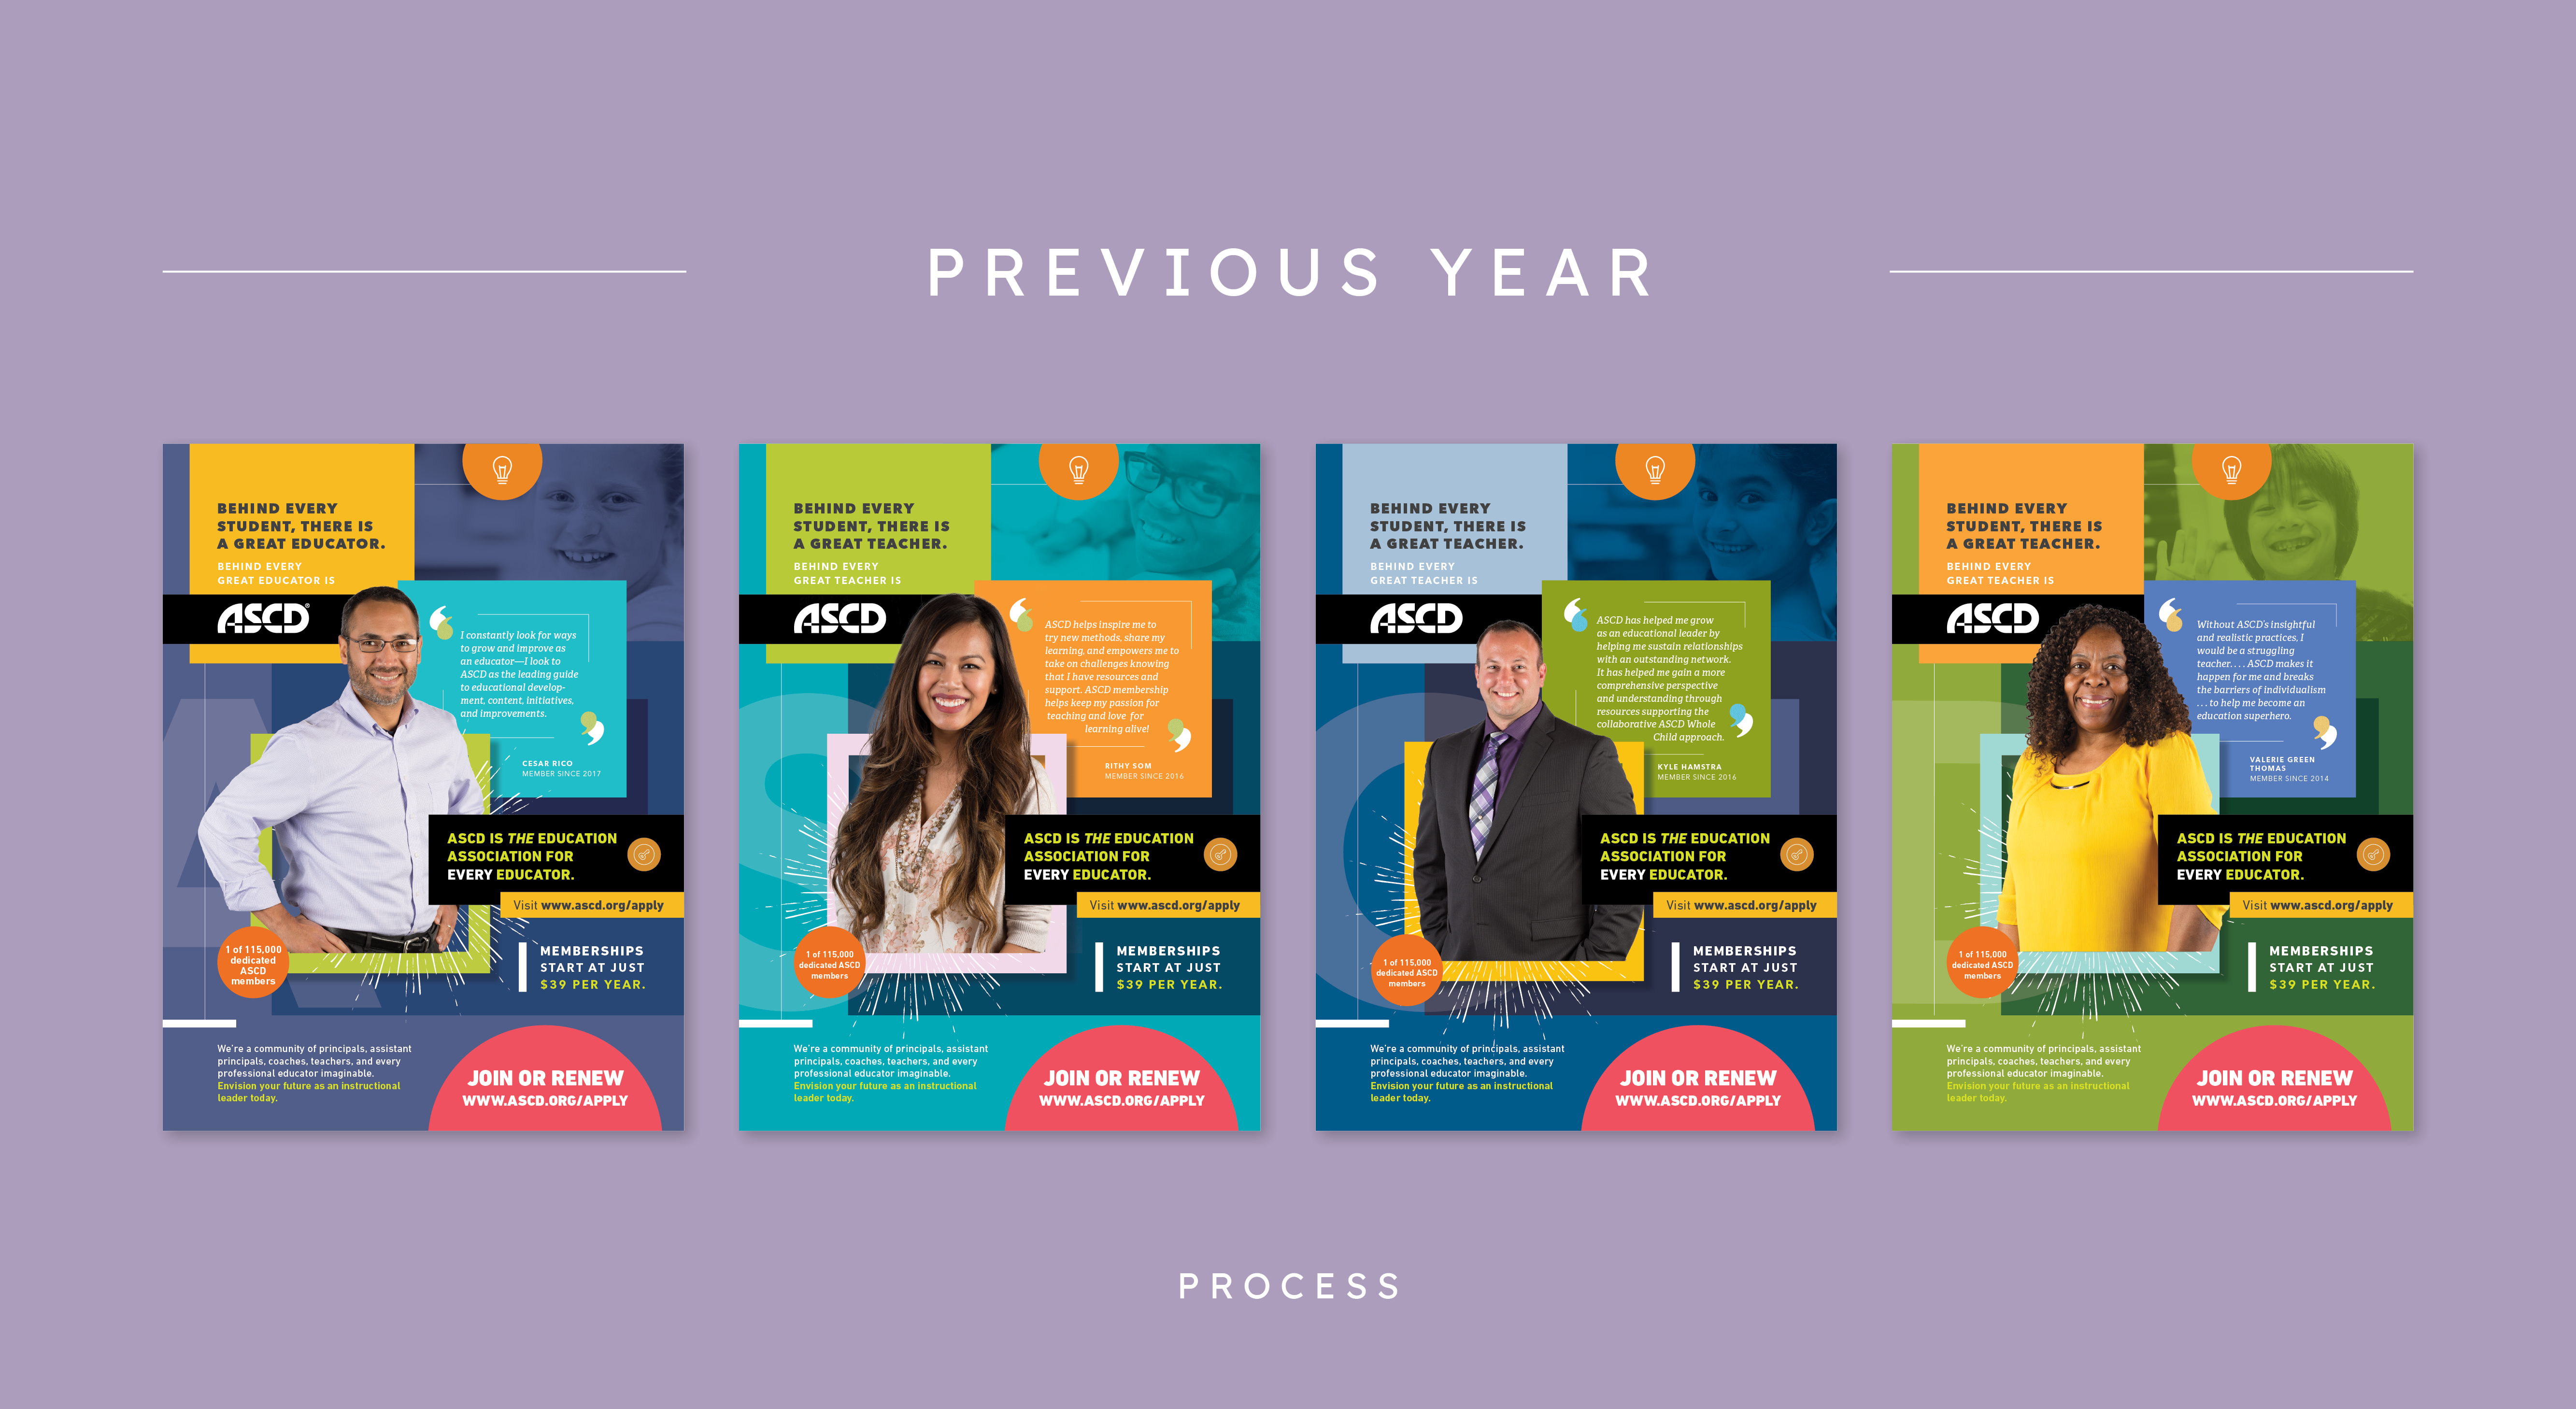 PREVIOUS YEAR
BEHIND EVERY
STUDENT, THERE IS
A GREAT EDUCATOR.
BEHIND EVERY
GREAT EDUCATOR IS
ASCD®
I constantly look for ways
to grow and improve as
an educator—I look to
ASCD as the leading guide
to educational develop-
ment, content, initiatives,
and improvements.
CESAR RICO
MEMBER SINCE 2017
ASCD IS THE EDUCATION
ASSOCIATION FOR
EVERY EDUCATOR.
Visit www.ascd.org/apply
1 of 115,000
dedicated
ASCD
members
MEMBERSHIPS
START AT JUST
$39 PER YEAR.
We're a community of principals, assistant
principals, coaches, teachers, and every
professional educator imaginable.
Envision your future as an instructional
leader today.
JOIN OR RENEW
WWW.ASCD.ORG/APPLY
BEHIND EVERY
STUDENT, THERE IS
A GREAT TEACHER.
BEHIND EVERY
GREAT TEACHER IS
ASCD
ASCD helps inspire me to
try new methods, share my
learning, and empowers me to
take on challenges knowing
that I have resources and
support. ASCD membership
helps keep my passion for
teaching and love for
learning alive!
RITHY SOM
MEMBER SINCE 2016
ASCD IS THE EDUCATION
ASSOCIATION FOR
EVERY EDUCATOR.
Visit www.ascd.org/apply
1 of 115,000
dedicated ASCD
members
MEMBERSHIPS
START AT JUST
$39 PER YEAR.
We're a community of principals, assistant
principals, coaches, teachers, and every
professional educator imaginable.
Envision your future as an instructional
leader today.
JOIN OR RENEW
WWW.ASCD.ORG/APPLY
BEHIND EVERY
STUDENT, THERE IS
A GREAT TEACHER.
BEHIND EVERY
GREAT TEACHER IS
ASCD
ASCD has helped me grow
as an educational leader by
helping me sustain relationships
with an outstanding network.
It has helped me gain a more
comprehensive perspective
and understanding through
resources supporting the
collaborative ASCD Whole
Child approach.
KYLE HAMSTRA
MEMBER SINCE 2016
ASCD IS THE EDUCATION
ASSOCIATION FOR
EVERY EDUCATOR.
Visit www.ascd.org/apply
1 of 115,000
dedicated ASCD
members
MEMBERSHIPS
START AT JUST
$39 PER YEAR.
We're a community of principals, assistant
principals, coaches, teachers, and every
professional educator imaginable.
Envision your future as an instructional
leader today.
JOIN OR RENEW
WWW.ASCD.ORG/APPLY
BEHIND EVERY
STUDENT, THERE IS
A GREAT TEACHER.
BEHIND EVERY
GREAT TEACHER IS
ASCD
Without ASCD's insightful
and realistic practices, I
would be a struggling
teacher. . . . ASCD makes it
happen for me and breaks
the barriers of individualism
. . . to help me become an
education superhero.
VALERIE GREEN
THOMAS
MEMBER SINCE 2014
ASCD IS THE EDUCATION
ASSOCIATION FOR
EVERY EDUCATOR.
Visit www.ascd.org/apply
1 of 115,000
dedicated ASCD
members
MEMBERSHIPS
START AT JUST
$39 PER YEAR.
We're a community of principals, assistant
principals, coaches, teachers, and every
professional educator imaginable.
Envision your future as an instructional
leader today.
JOIN OR RENEW
WWW.ASCD.ORG/APPLY
PROCESS